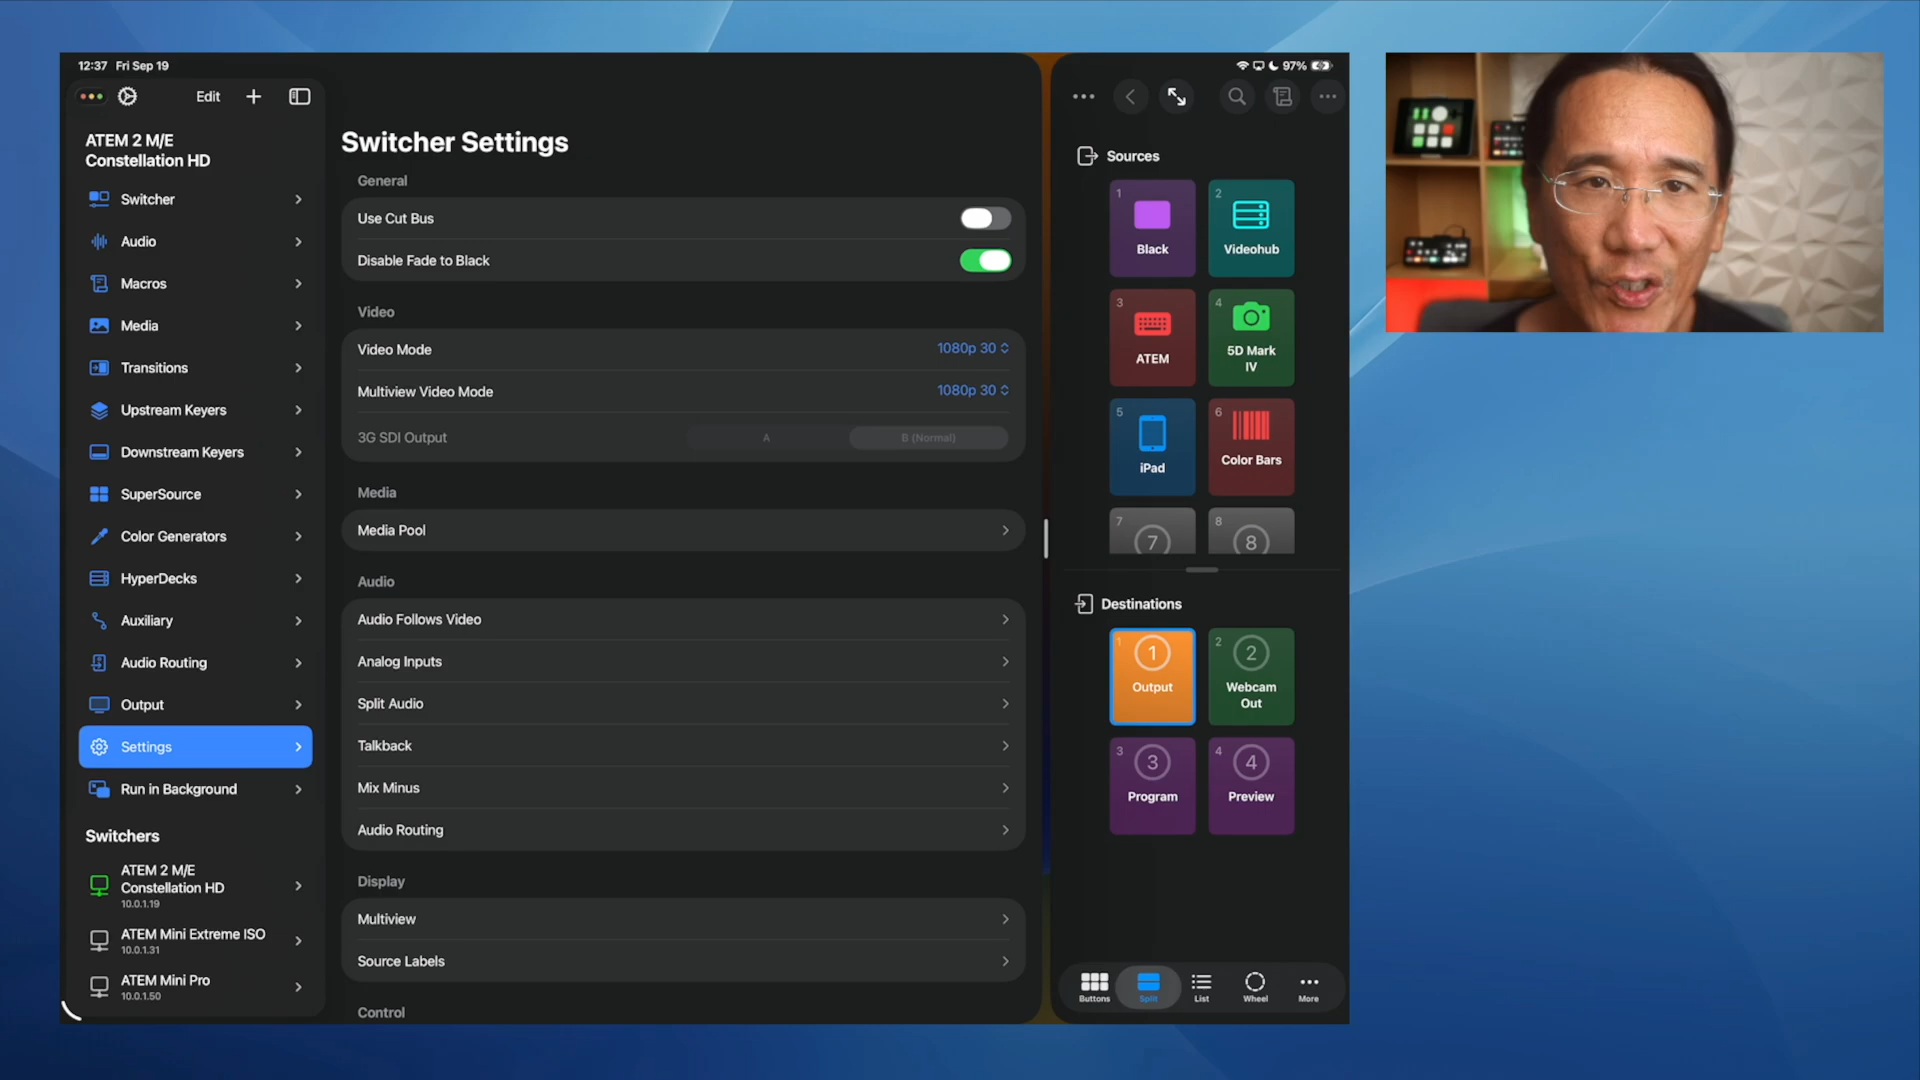 12:37 Fri Sep 19
97%
Edit
ATEM 2 M/E
Constellation HD
Switcher
Audio
Macros
Media
Transitions
Upstream Keyers
Downstream Keyers
SuperSource
Color Generators
HyperDecks
Auxiliary
Audio Routing
Output
Settings
Run in Background
Switchers
ATEM 2 M/E
Constellation HD
10.0.1.19
ATEM Mini Extreme ISO
10.0.1.31
ATEM Mini Pro
10.0.1.50
Switcher Settings
General
Use Cut Bus
Disable Fade to Black
Video
Video Mode 1080p 30
Multiview Video Mode 1080p 30
3G SDI Output A B (Normal)
Media
Media Pool
Audio
Audio Follows Video
Analog Inputs
Split Audio
Talkback
Mix Minus
Audio Routing
Display
Multiview
Source Labels
Control
Sources
1 2
Black Videohub
3 4
ATEM 5D Mark
IV
5 6
iPad Color Bars
7 8
7 8
Destinations
1 2
1 2
Output Webcam
Out
3 4
3 4
Program Preview
Buttons Split List Wheel More